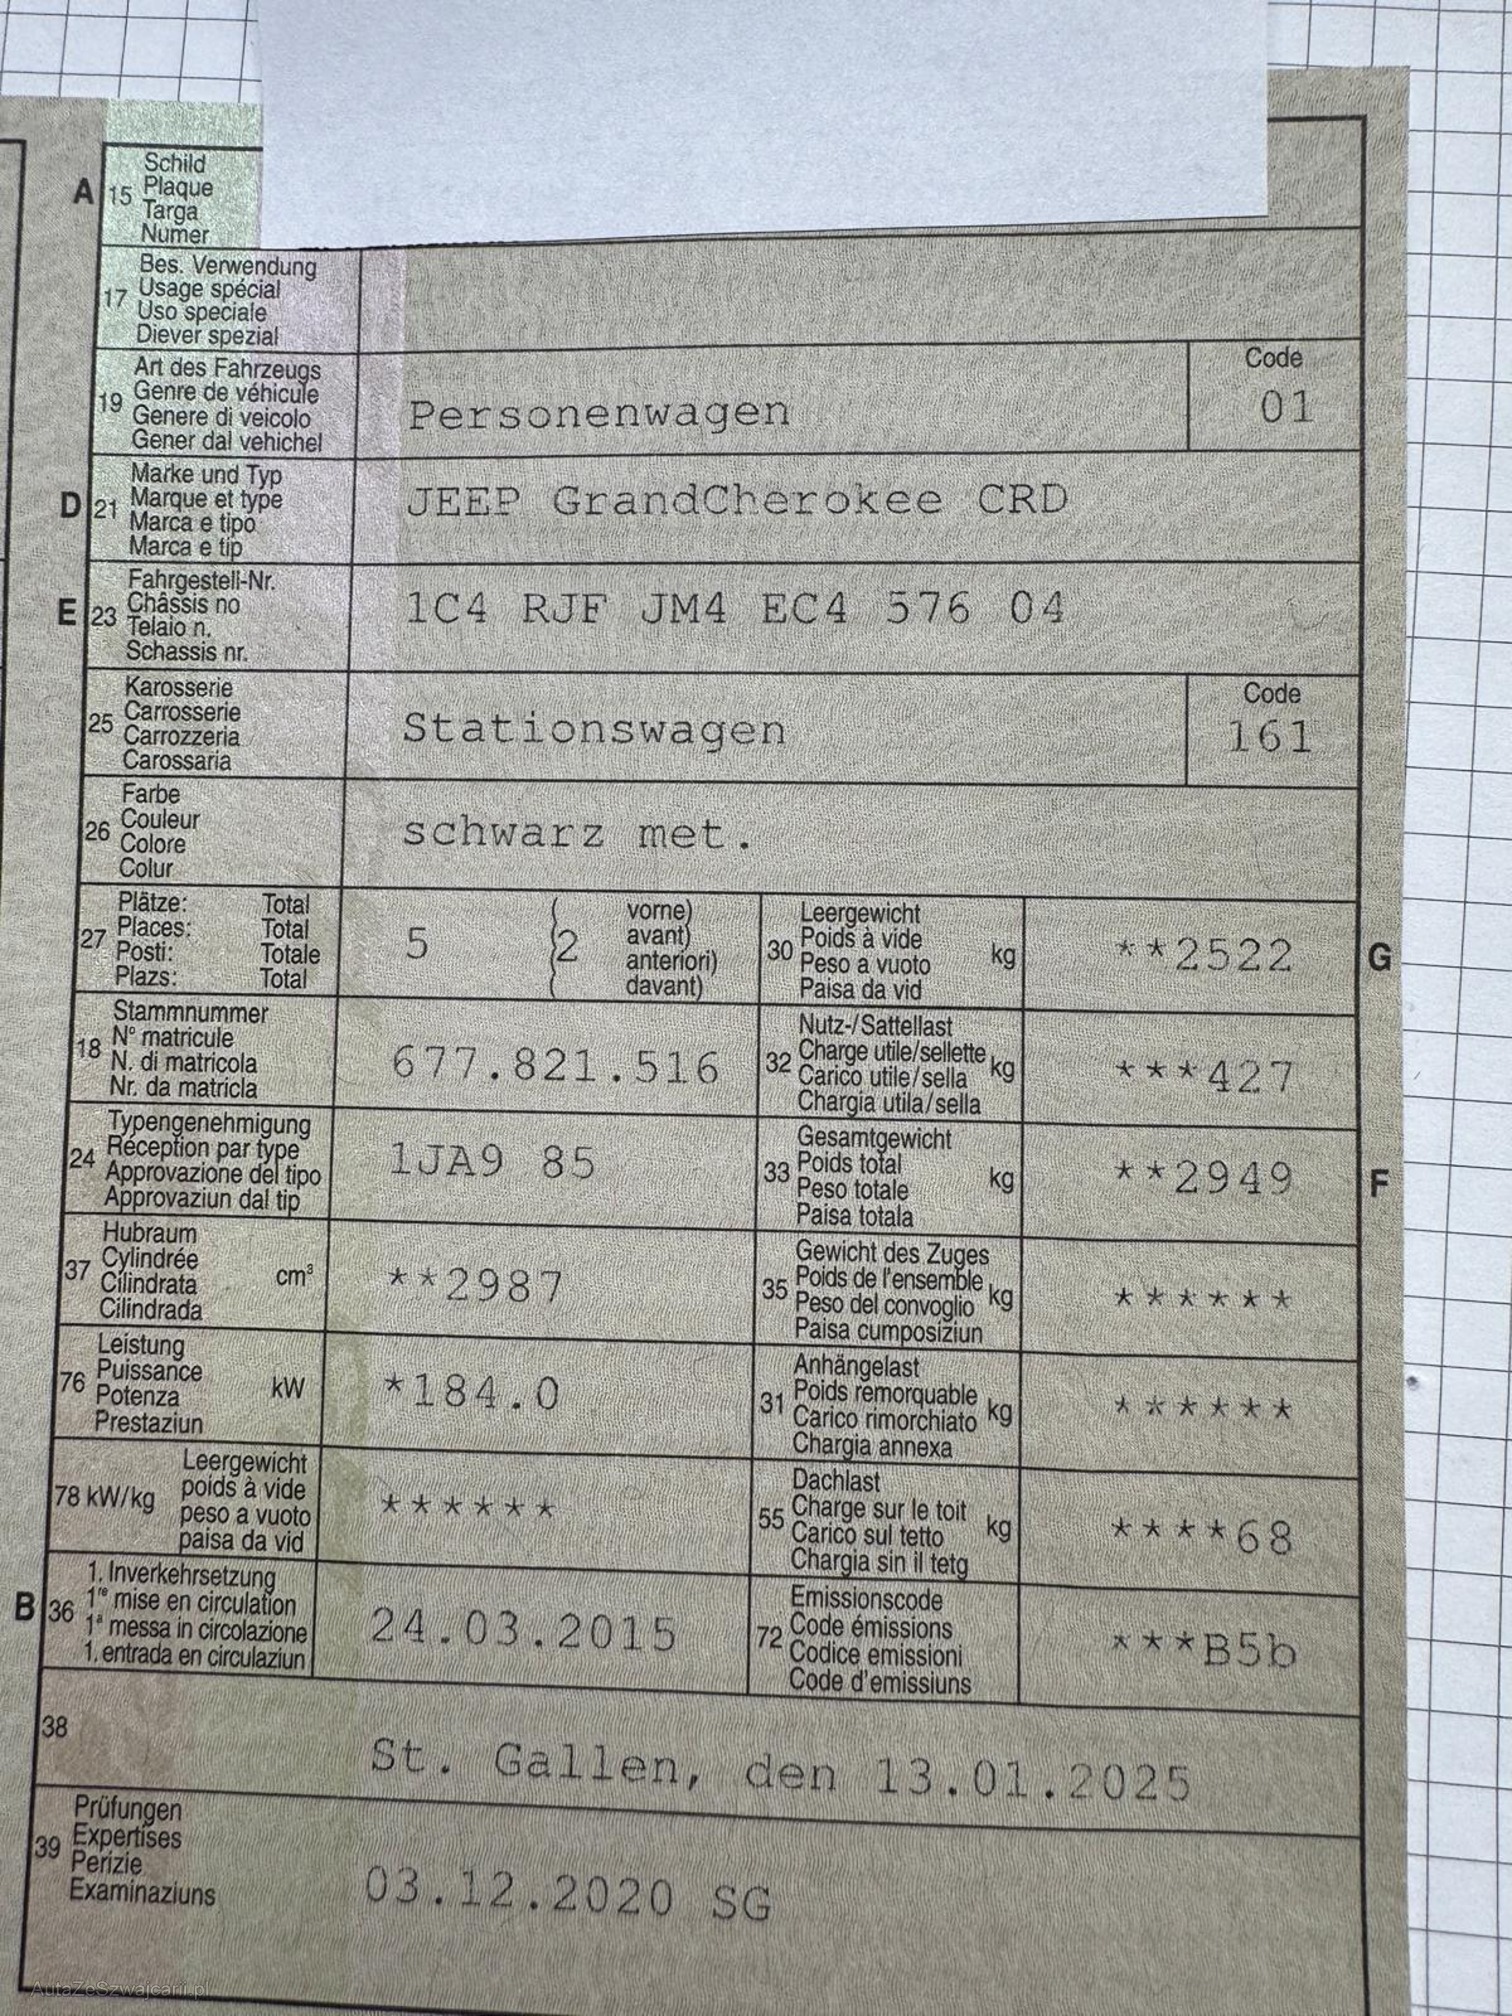 A 15 Schild
Plaque
Targa
Numer
17 Bes. Verwendung
Usage spécial
Uso speciale
Diever spezial
19 Art des Fahrzeugs
Genre de véhicule
Genere di veicolo
Gener dal vehichel
Personenwagen
Code
01
D 21 Marke und Typ
Marque et type
Marca e tipo
Marca e tip
JEEP GrandCherokee CRD
E 23 Fahrgestell-Nr.
Châssis no
Telaio n.
Schassis nr.
1C4 RJF JM4 EC4 576 04
25 Karosserie
Carrosserie
Carrozzeria
Carossaria
Stationswagen
Code
161
26 Farbe
Couleur
Colore
Colur
schwarz met.
27 Plätze: Total
Places: Total
Posti: Totale
Plazs: Total
5 (2 vorne)
avant)
anteriori)
davant)
30 Leergewicht
Poids à vide kg
Peso a vuoto
Paisa da vid
**2522 G
18 Stammnummer
N° matricule
N. di matricola
Nr. da matricla
677.821.516
32 Nutz-/Sattellast
Charge utile/sellette kg
Carico utile/sella
Chargia utila/sella
***427
24 Typengenehmigung
Réception par type
Approvazione del tipo
Approvaziun dal tip
1JA9 85
33 Gesamtgewicht
Poids total kg
Peso totale
Paisa totala
**2949 F
37 Hubraum
Cylindrée cm³
Cilindrata
Cilindrada
**2987
35 Gewicht des Zuges
Poids de l'ensemble kg
Peso del convoglio
Paisa cumposiziun
******
76 Leistung
Puissance kW
Potenza
Prestaziun
*184.0
31 Anhängelast
Poids remorquable kg
Carico rimorchiato
Chargia annexa
******
78 kW/kg Leergewicht
poids à vide
peso a vuoto
paisa da vid
******
55 Dachlast
Charge sur le toit kg
Carico sul tetto
Chargia sin il tetg
****68
B 36 1. Inverkehrsetzung
1re mise en circulation
1a messa in circolazione
1. entrada en circulaziun
24.03.2015
72 Emissionscode
Code émissions
Codice emissioni
Code d'emissiuns
***B5b
38
St. Gallen, den 13.01.2025
39 Prüfungen
Expertises
Perizie
Examinaziuns
03.12.2020 SG
AutaZeSzwajcarii.pl